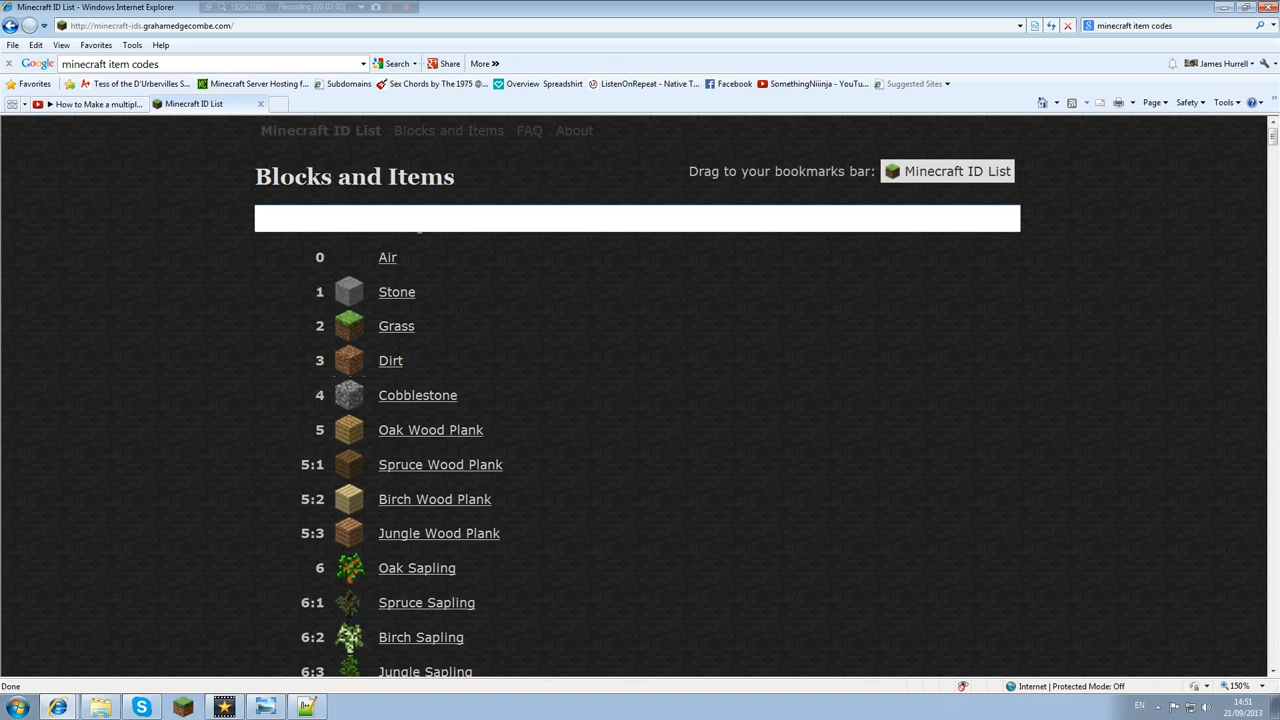 Minecraft ID List - Windows Internet Explorer
1920x1080 Recording [00:03:00]
http://minecraft-ids.grahamedgecombe.com/
minecraft item codes
File Edit View Favorites Tools Help
Google minecraft item codes Search Share More »
James Hurrell
Favorites Tess of the D'Urbervilles ... Minecraft Server Hosting f... Subdomains Sex Chords by The 1975 @... Overview Spreadshirt ListenOnRepeat - Native T... Facebook SomethingNiiinja - YouTu... Suggested Sites
How to Make a multipl... Minecraft ID List
Page Safety Tools
Minecraft ID List Blocks and Items FAQ About
Blocks and Items
Drag to your bookmarks bar: Minecraft ID List
0 Air
1 Stone
2 Grass
3 Dirt
4 Cobblestone
5 Oak Wood Plank
5:1 Spruce Wood Plank
5:2 Birch Wood Plank
5:3 Jungle Wood Plank
6 Oak Sapling
6:1 Spruce Sapling
6:2 Birch Sapling
6:3 Jungle Sapling
Done
Internet | Protected Mode: Off
150%
EN
14:51
21/09/2013